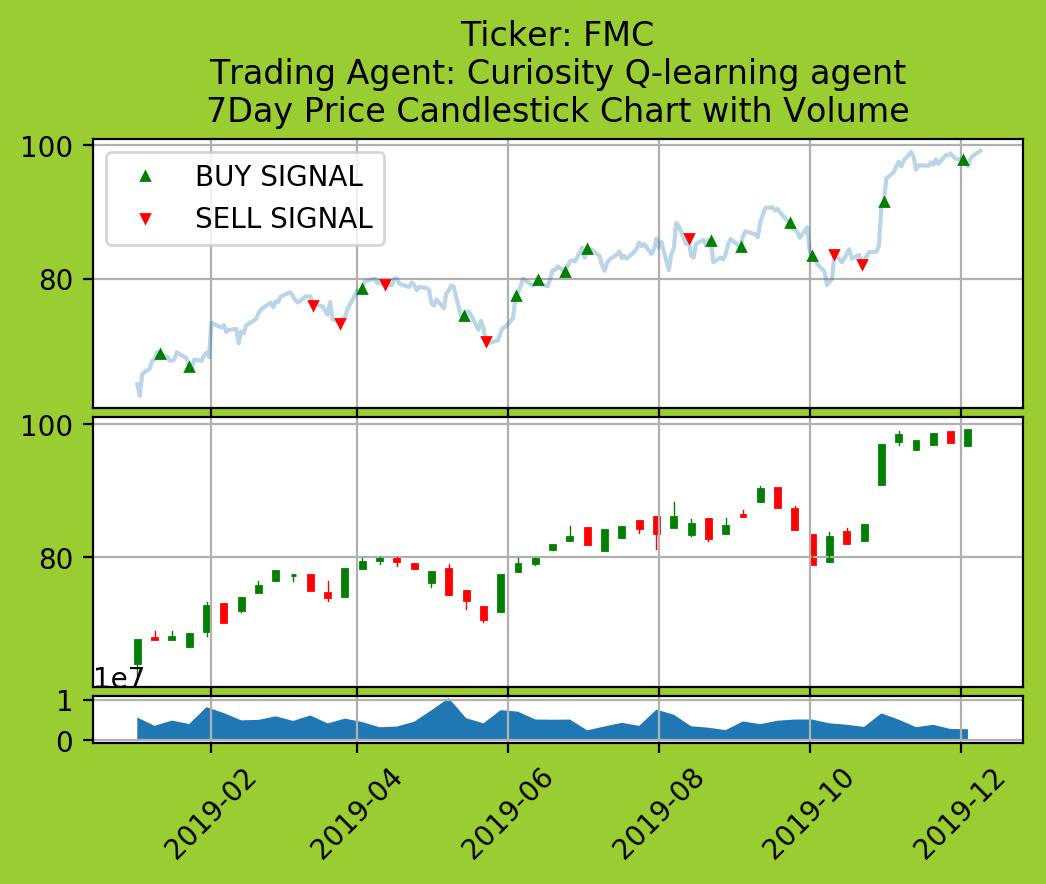 Ticker: FMC
Trading Agent: Curiosity Q-learning agent
7Day Price Candlestick Chart with Volume
100
BUY SIGNAL
SELL SIGNAL
80
100
80
1e7
1
0
2019-02
2019-04
2019-06
2019-08
2019-10
2019-12